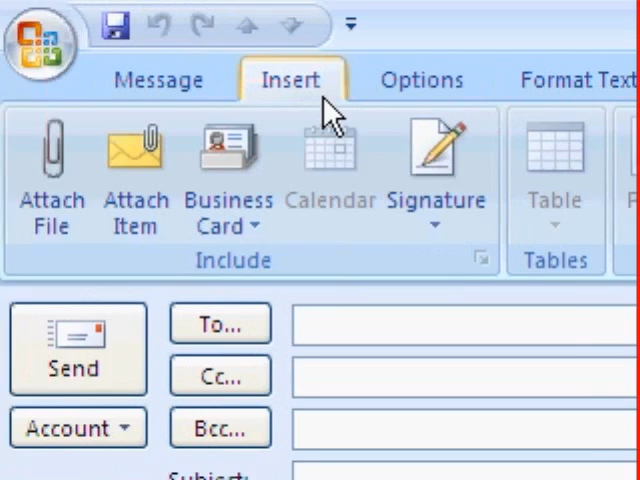 Message Insert Options Format Text
Attach File Attach Item Business Card Calendar Signature Table
Include Tables
Send
To...
Cc...
Account
Bcc...
Subject: